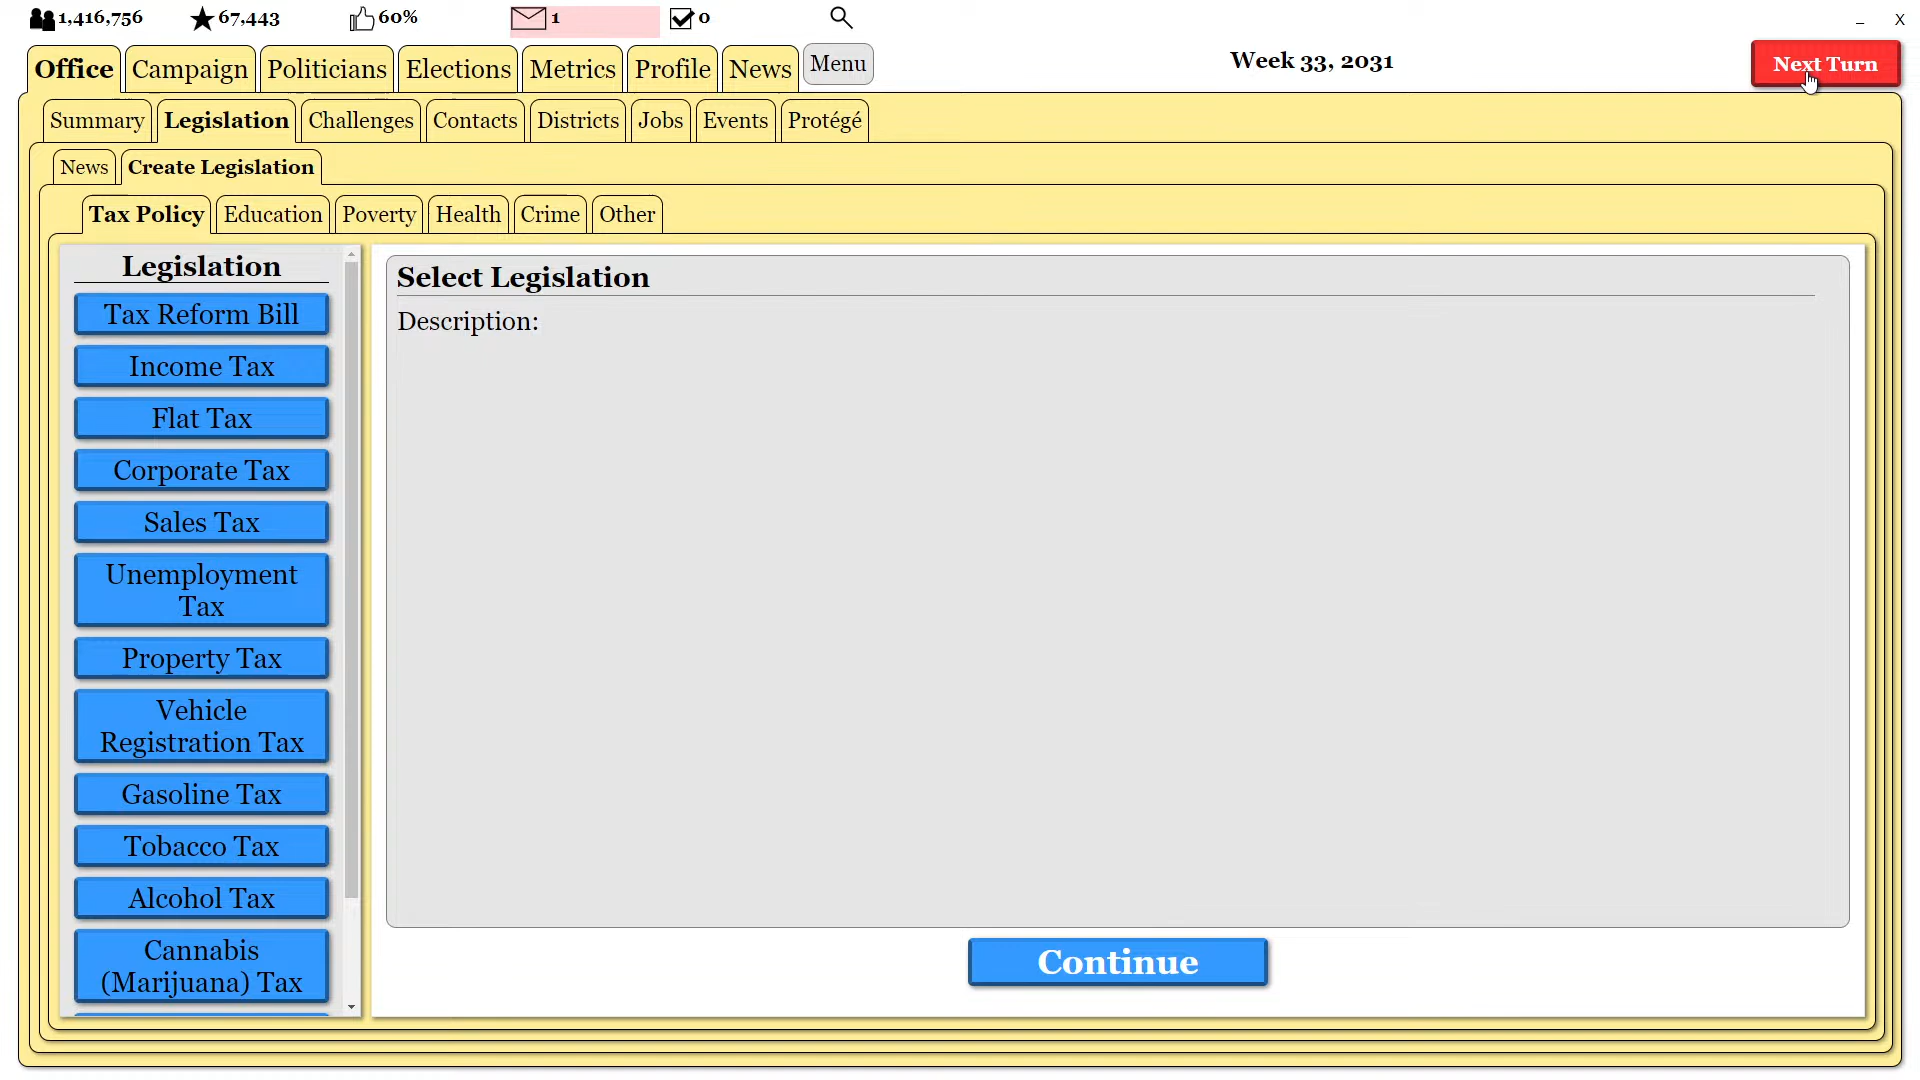 1,416,756 67,443 60% 1 0 _ X
Office Campaign Politicians Elections Metrics Profile News Menu Week 33, 2031 Next Turn
Summary Legislation Challenges Contacts Districts Jobs Events Protégé
News Create Legislation
Tax Policy Education Poverty Health Crime Other
Legislation
Tax Reform Bill
Income Tax
Flat Tax
Corporate Tax
Sales Tax
Unemployment
Tax
Property Tax
Vehicle
Registration Tax
Gasoline Tax
Tobacco Tax
Alcohol Tax
Cannabis
(Marijuana) Tax
Select Legislation
Description:
Continue